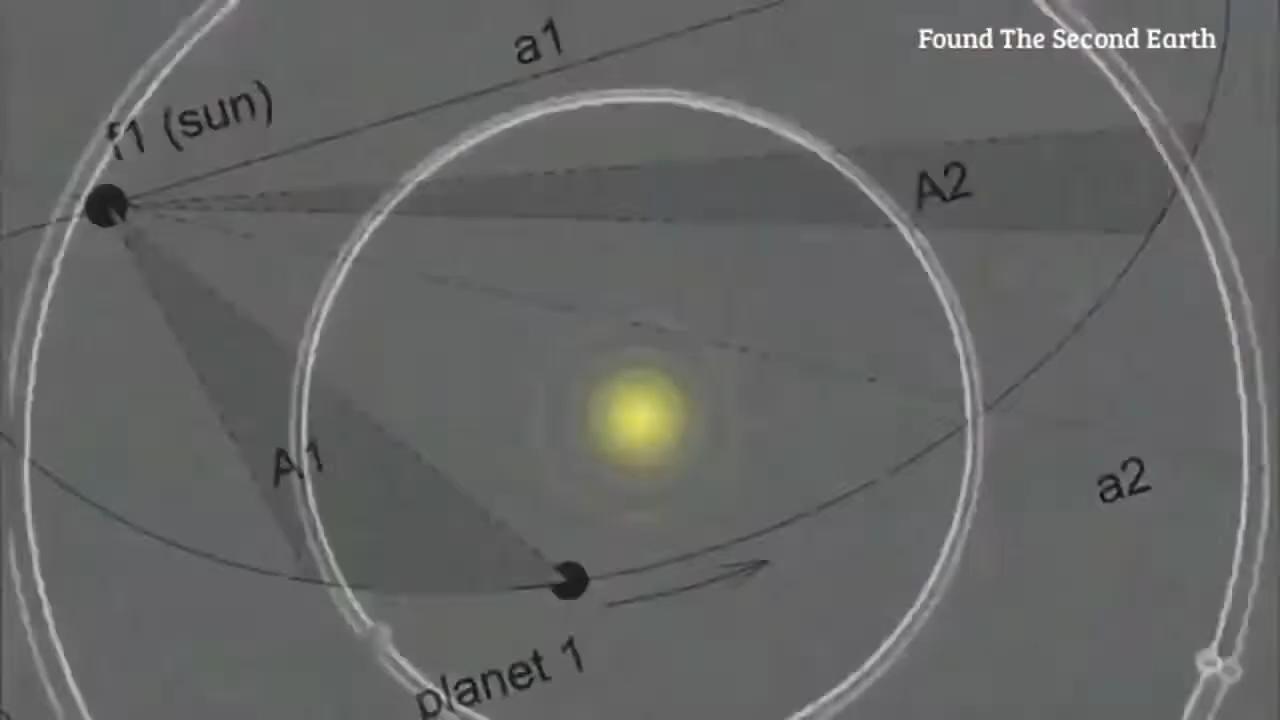 Found The Second Earth
a1
f1 (sun)
A2
A1
a2
planet 1